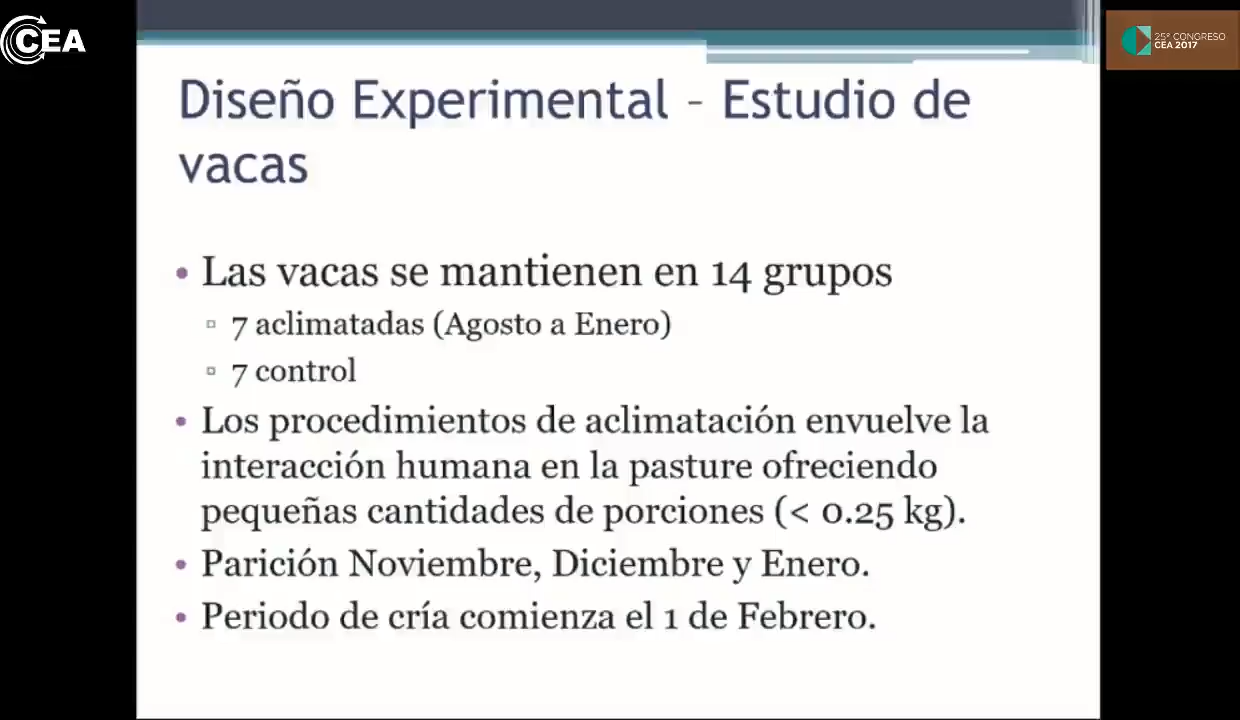 CEA
25º CONGRESO
CEA 2017
Diseño Experimental – Estudio de
vacas
• Las vacas se mantienen en 14 grupos
▫ 7 aclimatadas (Agosto a Enero)
▫ 7 control
• Los procedimientos de aclimatación envuelve la
interacción humana en la pasture ofreciendo
pequeñas cantidades de porciones (< 0.25 kg).
• Parición Noviembre, Diciembre y Enero.
• Periodo de cría comienza el 1 de Febrero.